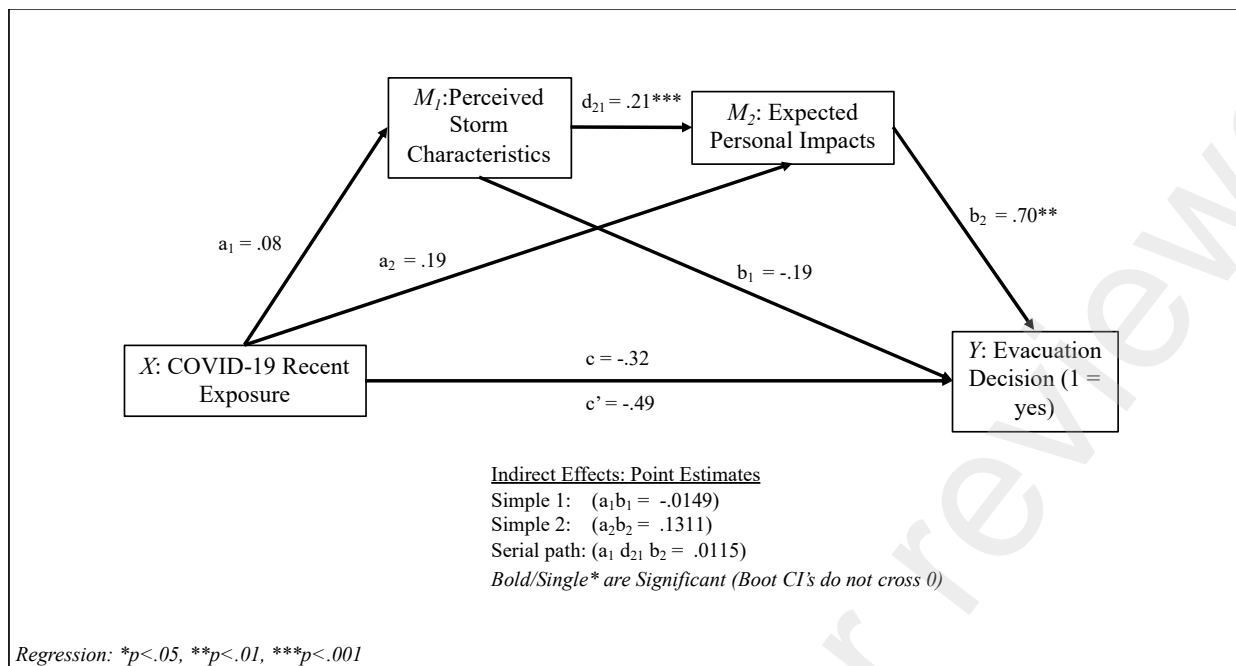 M1:Perceived
Storm
Characteristics
d21 = .21***
M2: Expected
Personal Impacts
a1 = .08
a2 = .19
b1 = -.19
b2 = .70**
X: COVID-19 Recent
Exposure
c = -.32
c’ = -.49
Y: Evacuation
Decision (1 =
yes)
Indirect Effects: Point Estimates
Simple 1: (a1b1 = -.0149)
Simple 2: (a2b2 = .1311)
Serial path: (a1 d21 b2 = .0115)
Bold/Single* are Significant (Boot CI’s do not cross 0)
Regression: *p<.05, **p<.01, ***p<.001
r review